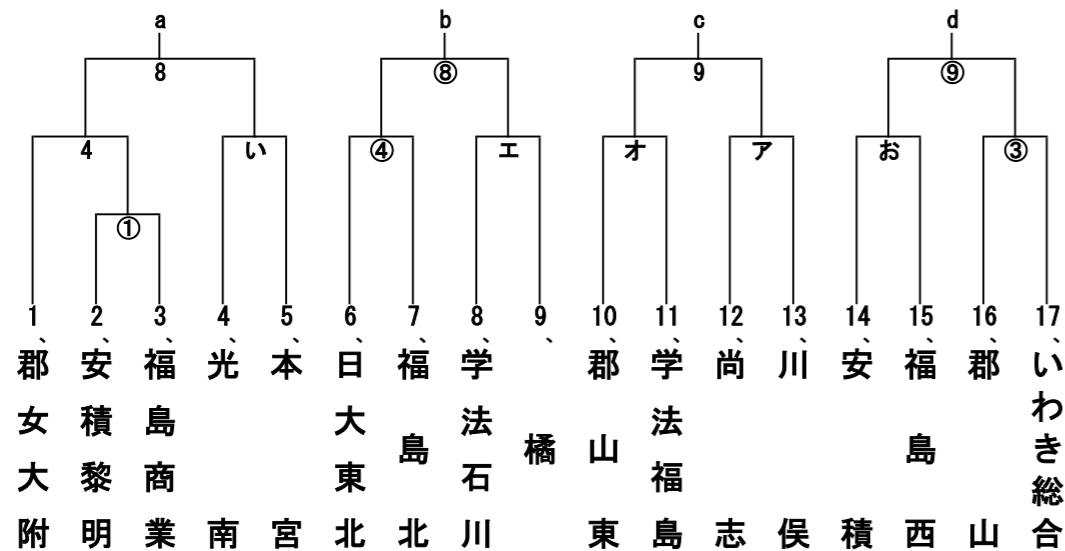 a b c d
8 ⑧ 9 ⑨
4 い ④ エ オ ア お ③
①
1、郡女大附
2、安積黎明
3、福島商業
4、光南
5、本宮
6、日大東北
7、福島北
8、学法石川
9、橘
10、郡山東
11、学法福島
12、尚志
13、川俣
14、安積
15、福島西
16、郡山
17、いわき総合